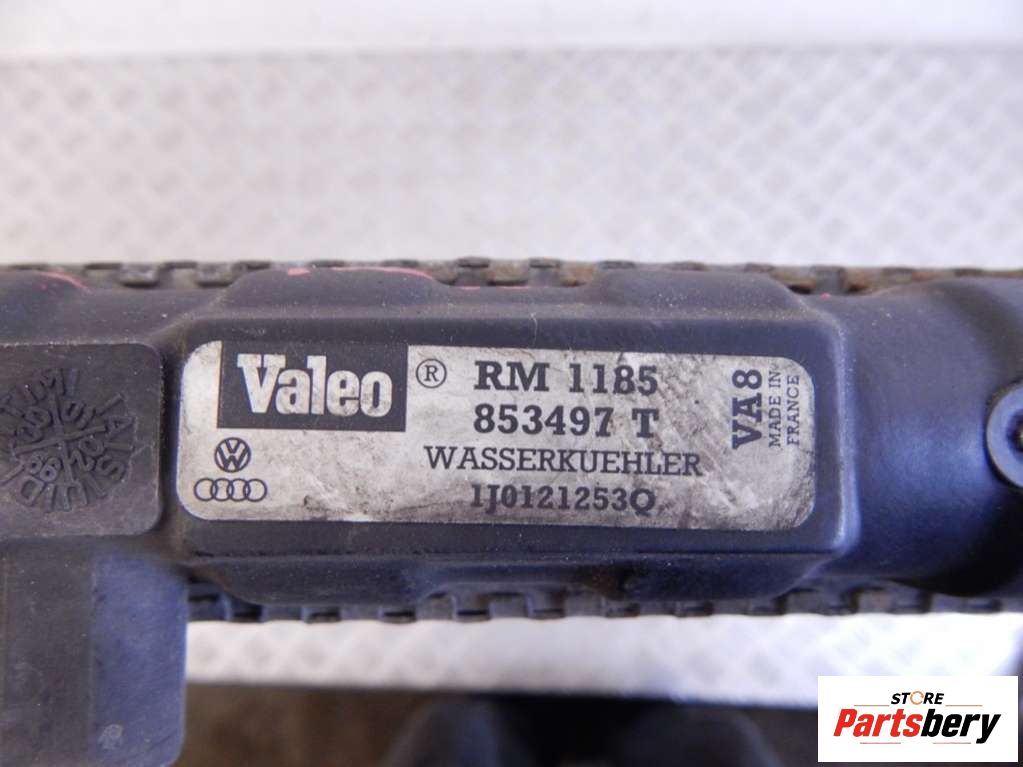 Valeo ® RM 1185
853497 T
WASSERKUEHLER
1J0121253Q
VA8
MADE IN
FRANCE
STORE
Partsbery